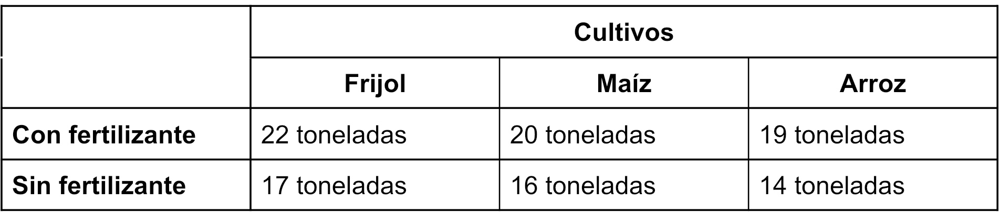 Cultivos
Frijol Maíz Arroz
Con fertilizante 22 toneladas 20 toneladas 19 toneladas
Sin fertilizante 17 toneladas 16 toneladas 14 toneladas